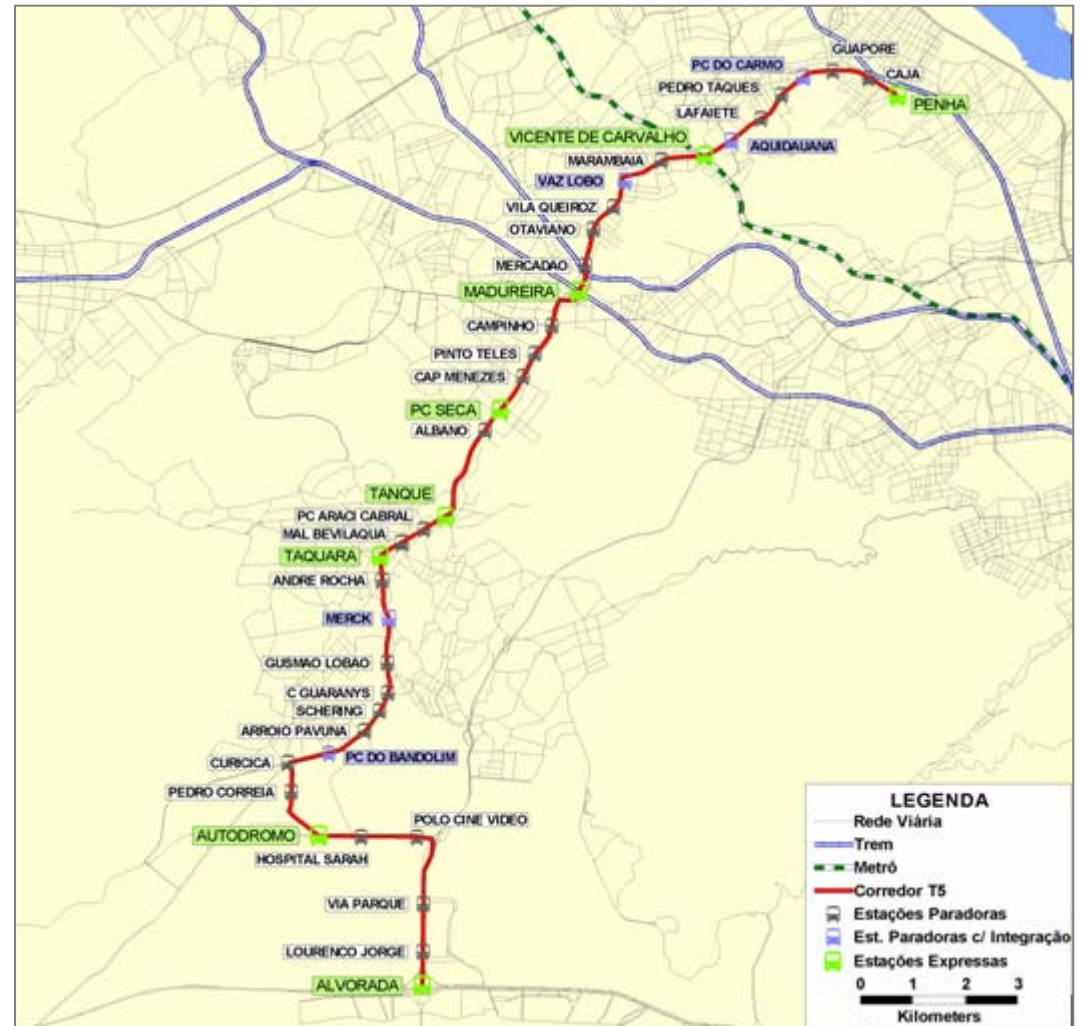 GUAPORE
PC DO CARMO
CAJA
PEDRO TAQUES
PENHA
LAFAIETE
VICENTE DE CARVALHO
AQUIDAUANA
MARAMBAIA
VAZ LOBO
VILA QUEIROZ
OTAVIANO
MERCADAO
MADUREIRA
CAMPINHO
PINTO TELES
CAP MENEZES
PC SECA
ALBANO
TANQUE
PC ARACI CABRAL
MAL BEVILAQUA
TAQUARA
ANDRE ROCHA
MERCK
GUSMAO LOBAO
C GUARANYS
SCHERING
ARROIO PAVUNA
PC DO BANDOLIM
CURICICA
PEDRO CORREIA
POLO CINE VIDEO
AUTODROMO
HOSPITAL SARAH
VIA PARQUE
LOURENCO JORGE
ALVORADA
LEGENDA
Rede Viária
Trem
Metrô
Corredor T5
Estações Paradoras
Est. Paradoras c/ Integração
Estações Expressas
0 1 2 3
Kilometers